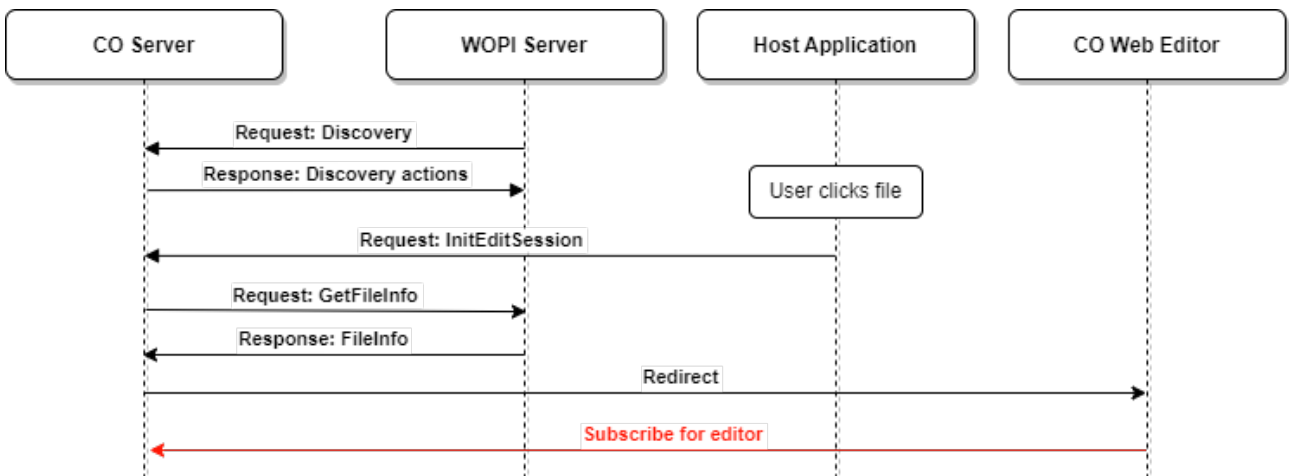 CO Server
WOPI Server
Host Application
CO Web Editor
Request: Discovery
Response: Discovery actions
User clicks file
Request: InitEditSession
Request: GetFileInfo
Response: FileInfo
Redirect
Subscribe for editor